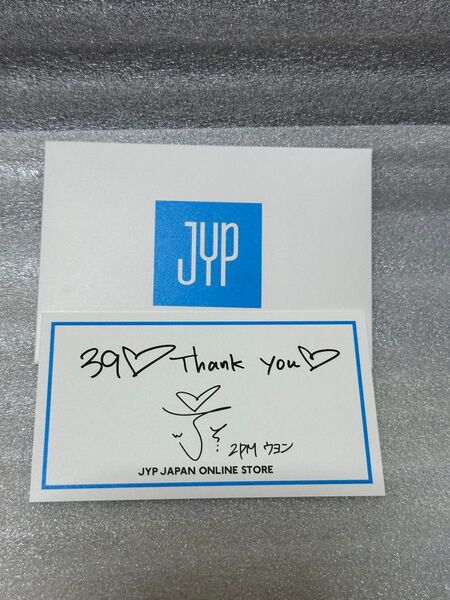 JYP
39♡ Thank you♡
2PM ウヨン
JYP JAPAN ONLINE STORE